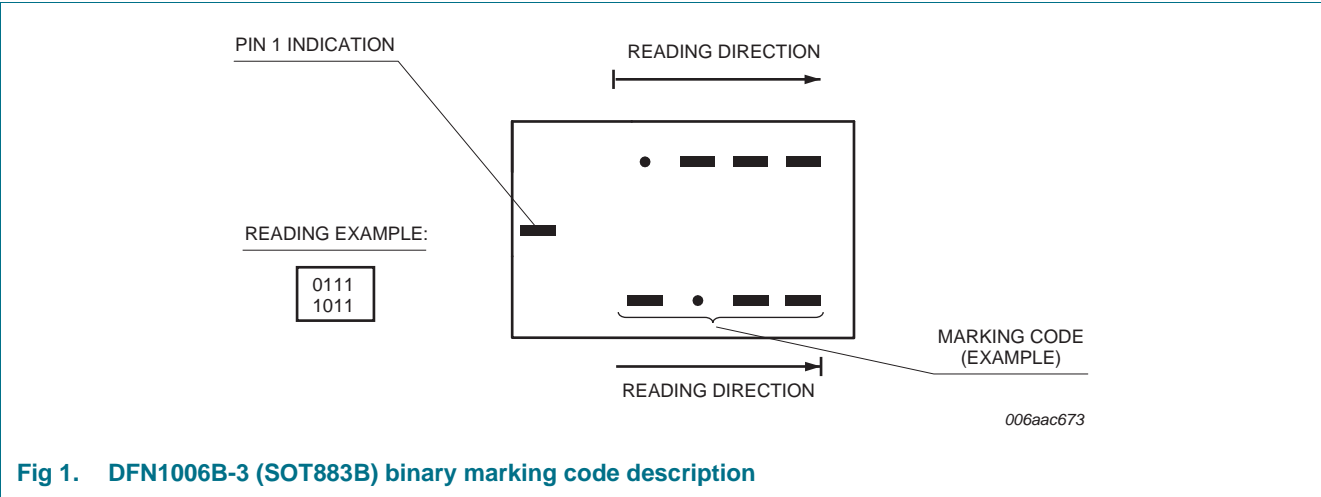 PIN 1 INDICATION
READING DIRECTION
READING EXAMPLE:
0111
1011
MARKING CODE
(EXAMPLE)
READING DIRECTION
006aac673
Fig 1. DFN1006B-3 (SOT883B) binary marking code description